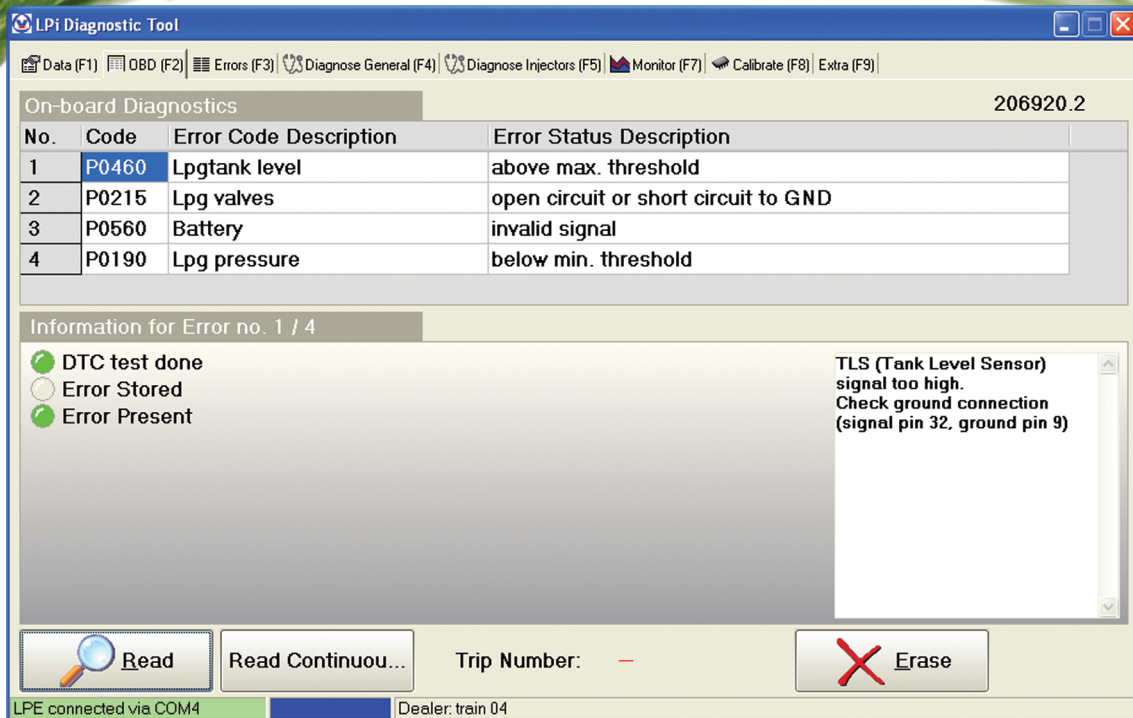 LPi Diagnostic Tool
Data (F1) OBD (F2) Errors (F3) Diagnose General (F4) Diagnose Injectors (F5) Monitor (F7) Calibrate (F8) Extra (F9)
On-board Diagnostics 206920.2
No. Code Error Code Description Error Status Description
1 P0460 Lpgtank level above max. threshold
2 P0215 Lpg valves open circuit or short circuit to GND
3 P0560 Battery invalid signal
4 P0190 Lpg pressure below min. threshold
Information for Error no. 1 / 4
DTC test done
Error Stored
Error Present
TLS (Tank Level Sensor)
signal too high.
Check ground connection
(signal pin 32, ground pin 9)
Read Read Continuou... Trip Number: – Erase
LPE connected via COM4 Dealer: train 04